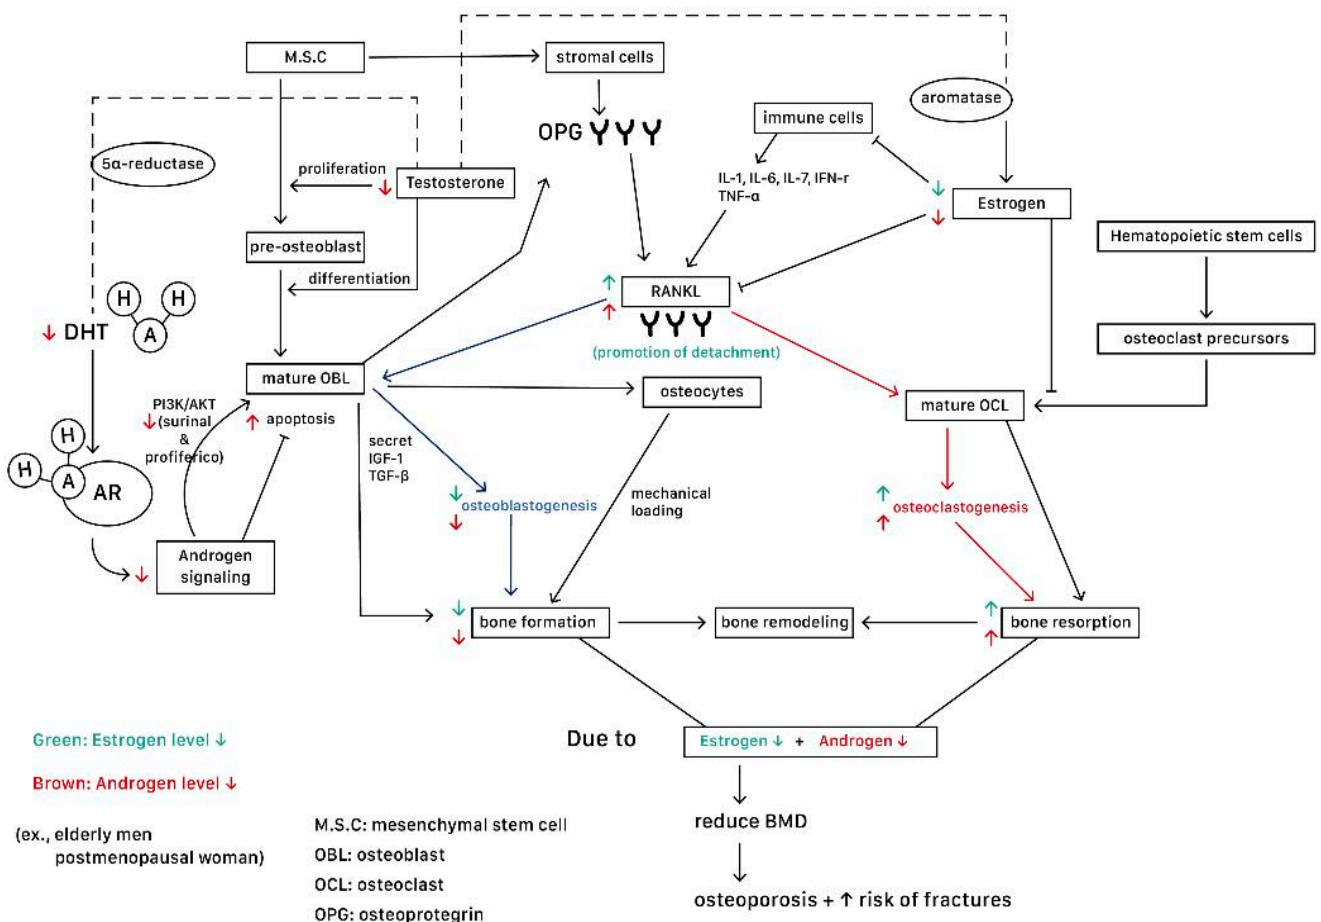 M.S.C
stromal cells
aromatase
immune cells
OPG
5α-reductase
proliferation
↓ Testosterone
IL-1, IL-6, IL-7, IFN-r
TNF-α
↓
↓ Estrogen
Hematopoietic stem cells
pre-osteoblast
differentiation
↑
↑ RANKL
(promotion of detachment)
H H
A
↓ DHT
osteoclast precursors
mature OBL
osteocytes
mature OCL
↓ PI3K/AKT
(surinal
&
profiferico)
↑ apoptosis
secret
IGF-1
TGF-β
H
H A AR
mechanical
loading
↓
↓ osteoblastogenesis
↑
↑ osteoclastogenesis
↓ Androgen
signaling
↓
↓ bone formation
bone remodeling
↑
↑ bone resorption
Green: Estrogen level ↓
Due to
Estrogen ↓ + Androgen ↓
Brown: Androgen level ↓
(ex., elderly men
postmenopausal woman)
reduce BMD
M.S.C: mesenchymal stem cell
OBL: osteoblast
OCL: osteoclast
OPG: osteoprotegrin
osteoporosis + ↑ risk of fractures